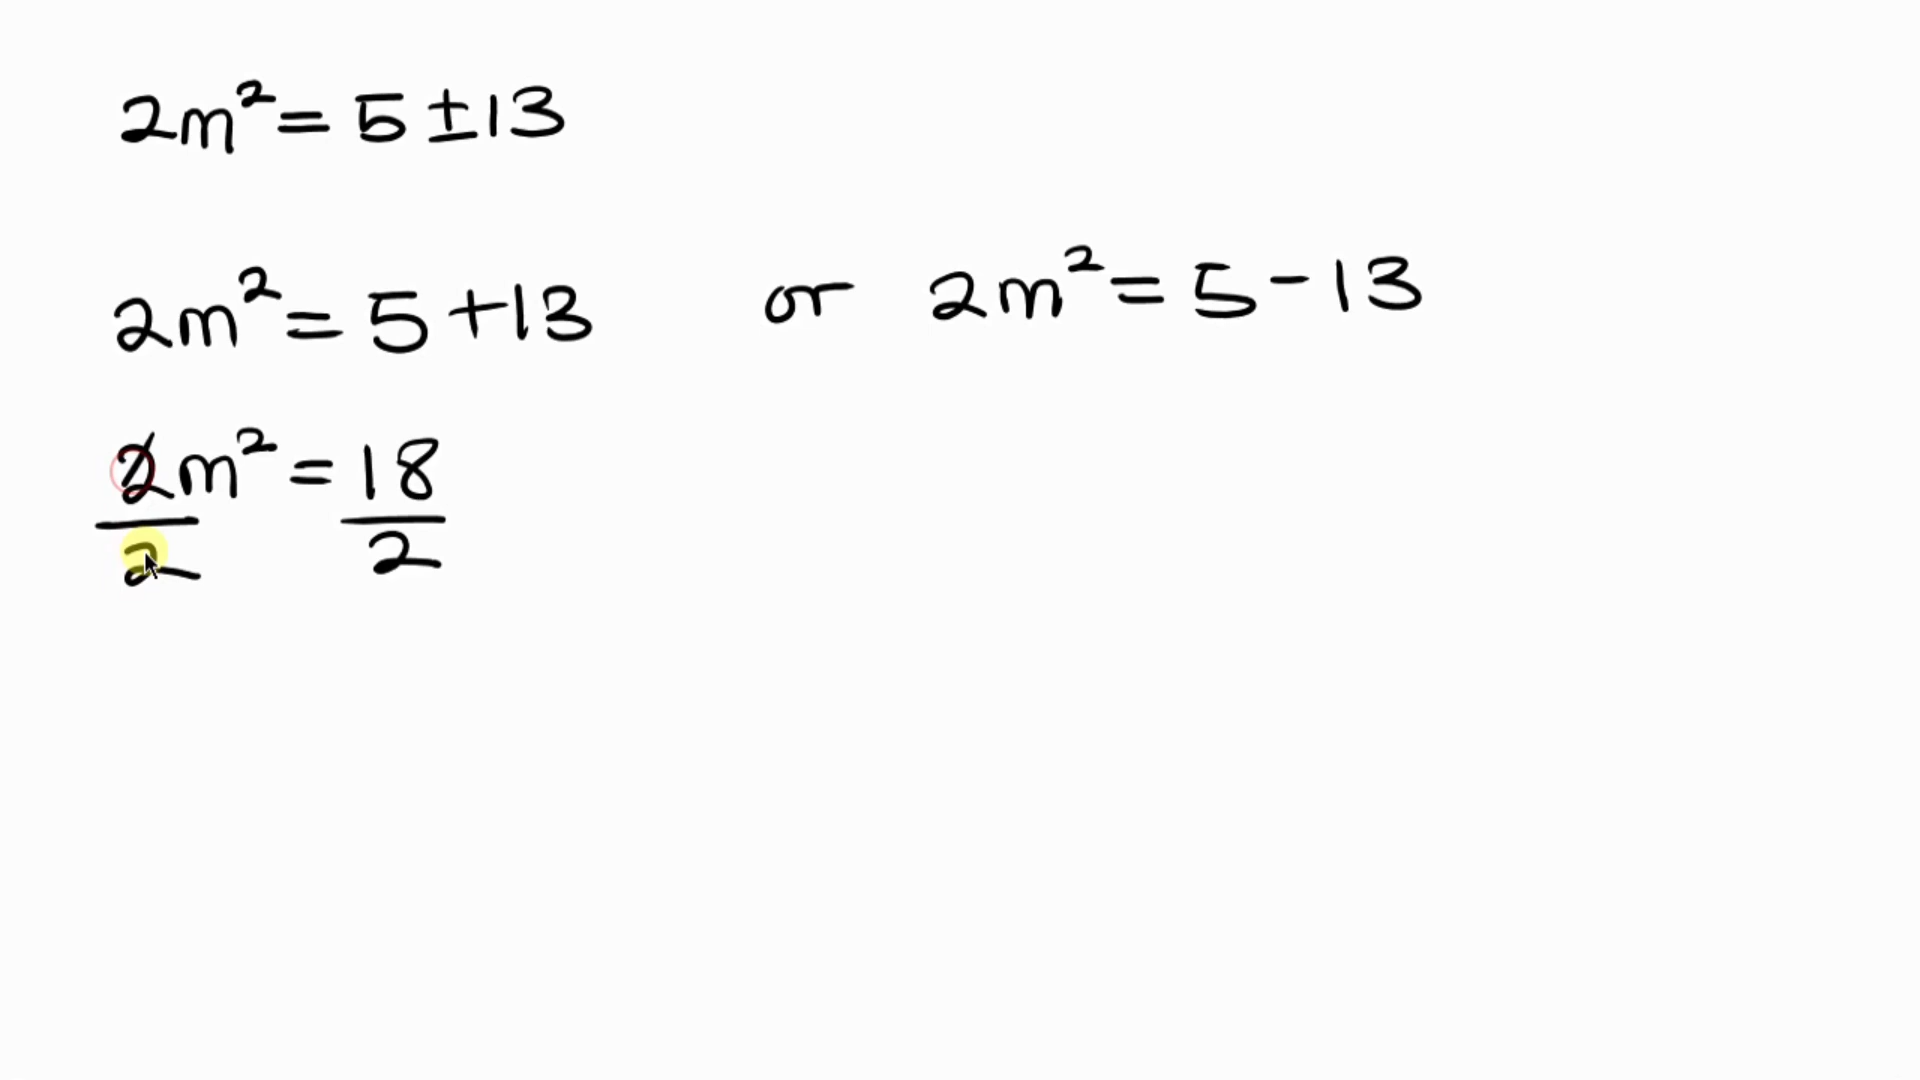 2m² = 5 ± 13
2m² = 5 + 13 or 2m² = 5 - 13
2m² = 18
2 2